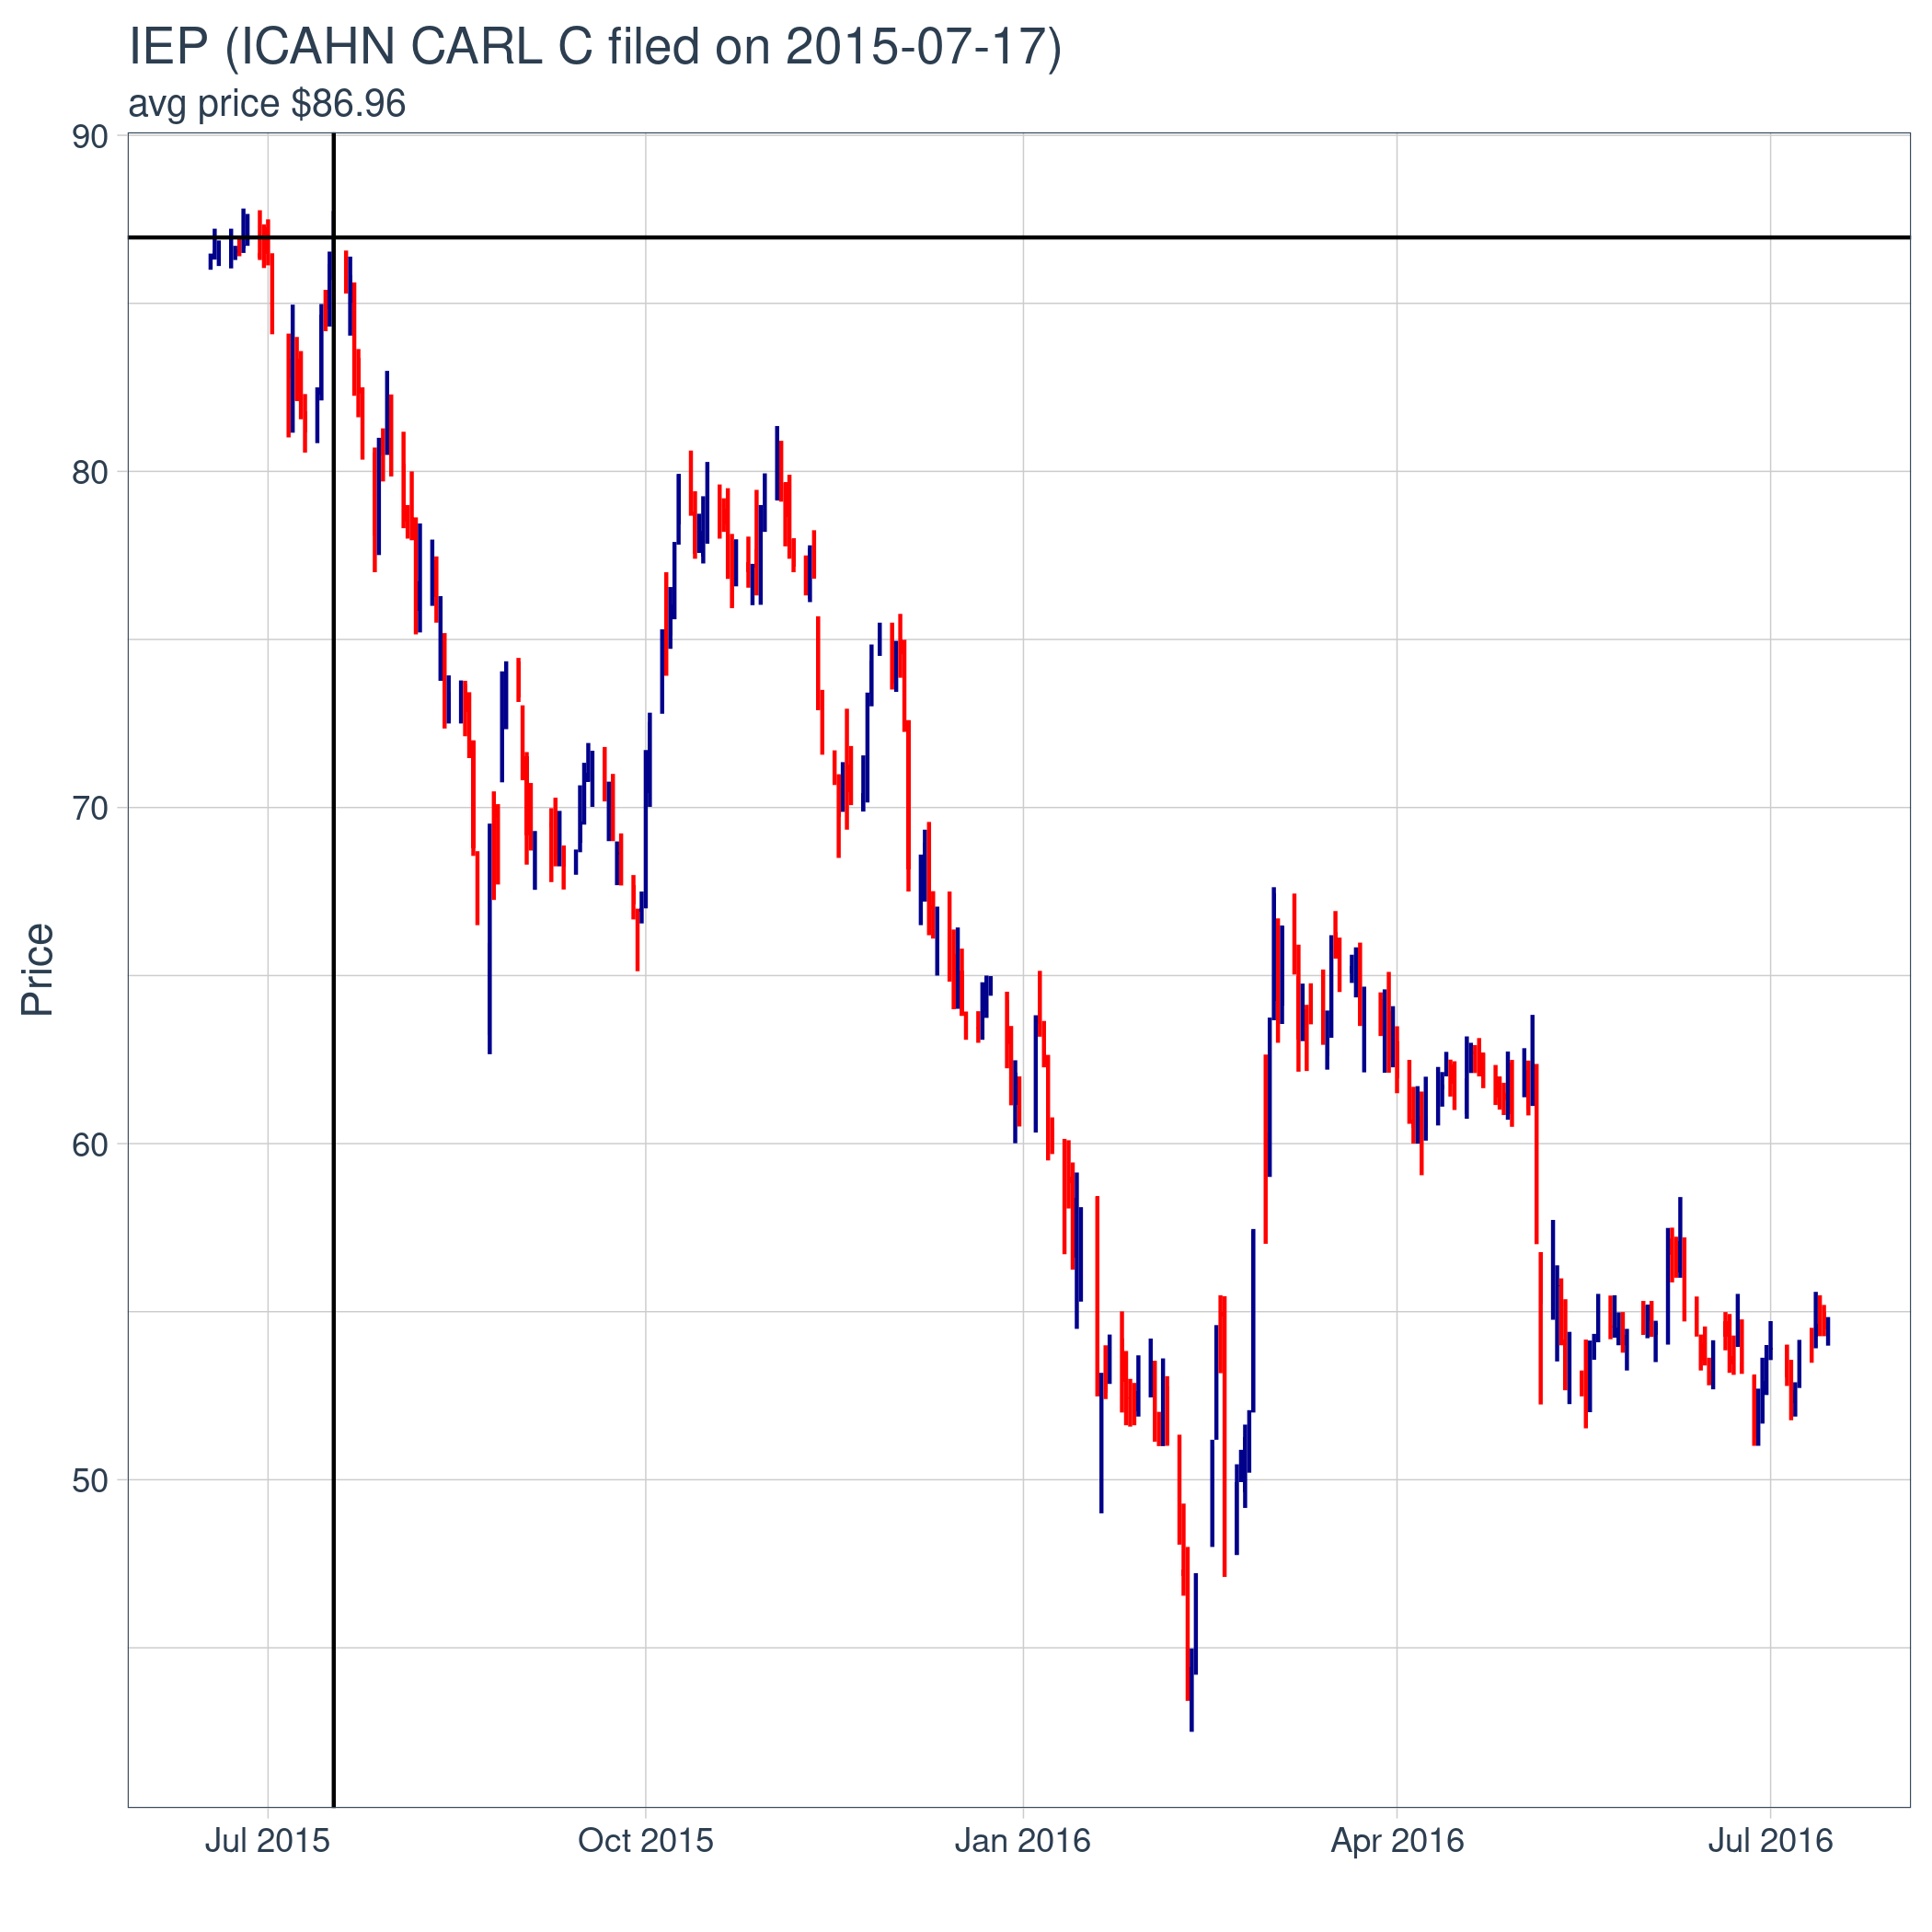 IEP (ICAHN CARL C filed on 2015-07-17)
avg price $86.96
90
80
70
60
50
Price
Jul 2015
Oct 2015
Jan 2016
Apr 2016
Jul 2016